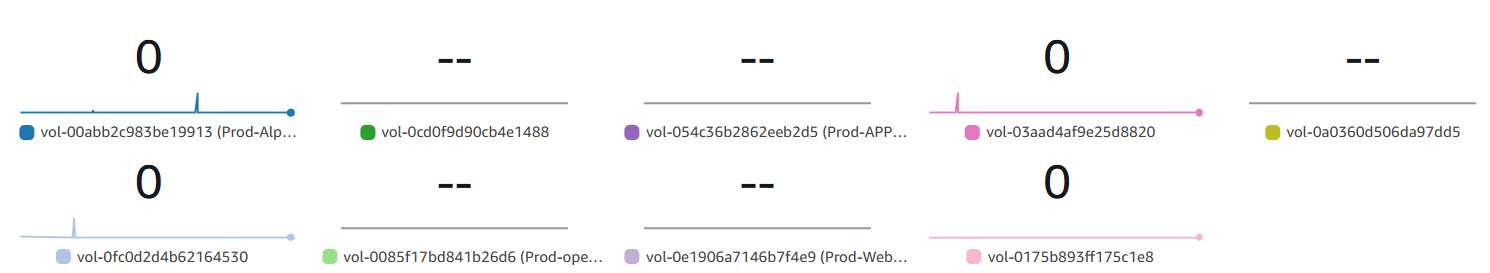 0 -- -- 0 --
vol-00abb2c983be19913 (Prod-Alp... vol-0cd0f9d90cb4e1488 vol-054c36b2862eeb2d5 (Prod-APP... vol-03aad4af9e25d8820 vol-0a0360d506da97dd5
0 -- -- 0
vol-0fc0d2d4b62164530 vol-0085f17bd841b26d6 (Prod-ope... vol-0e1906a7146b7f4e9 (Prod-Web... vol-0175b893ff175c1e8